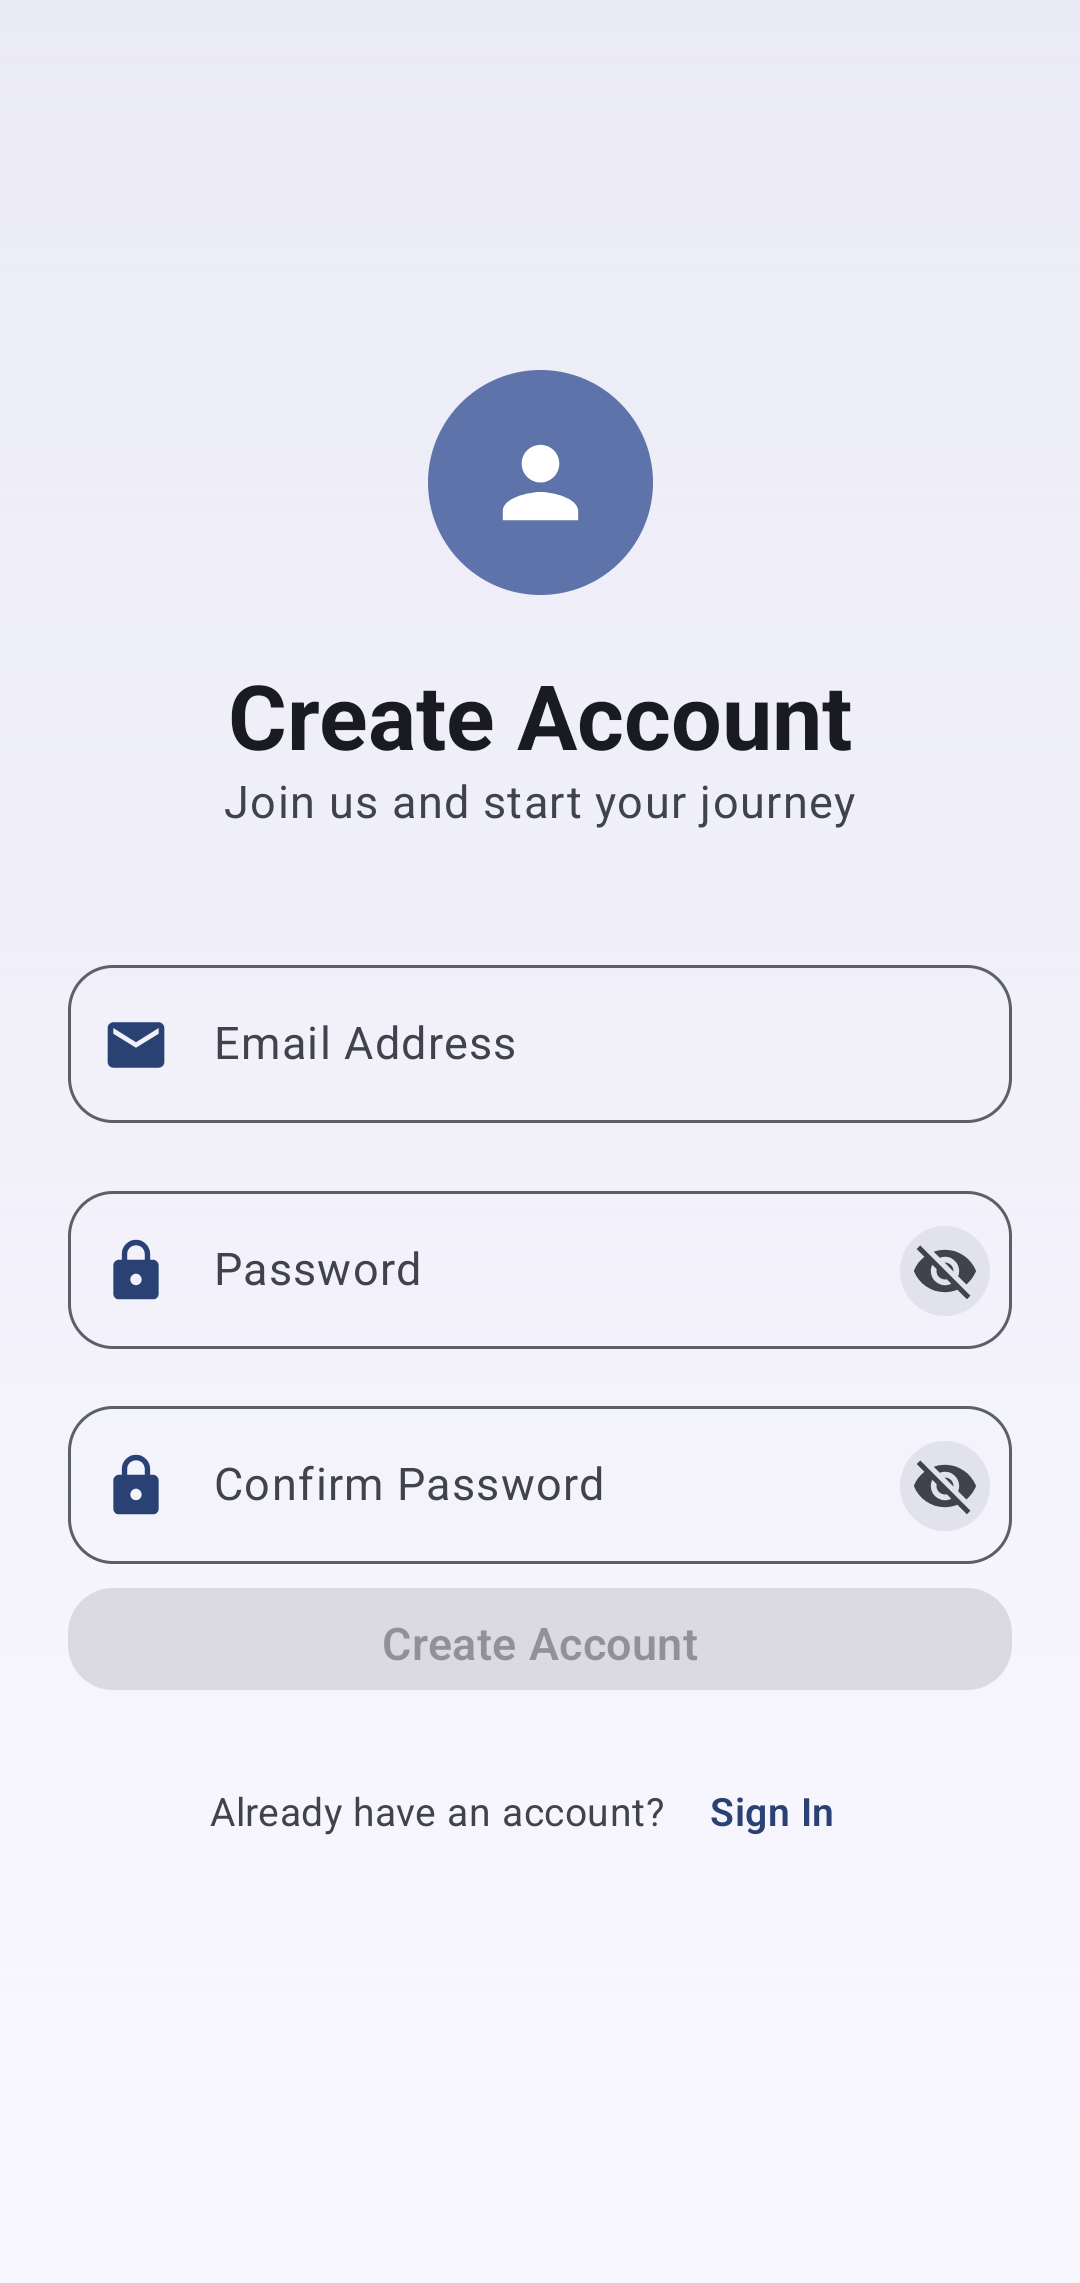 Create Account
Join us and start your journey
Email Address
Password
Confirm Password
Create Account
Already have an account? Sign In